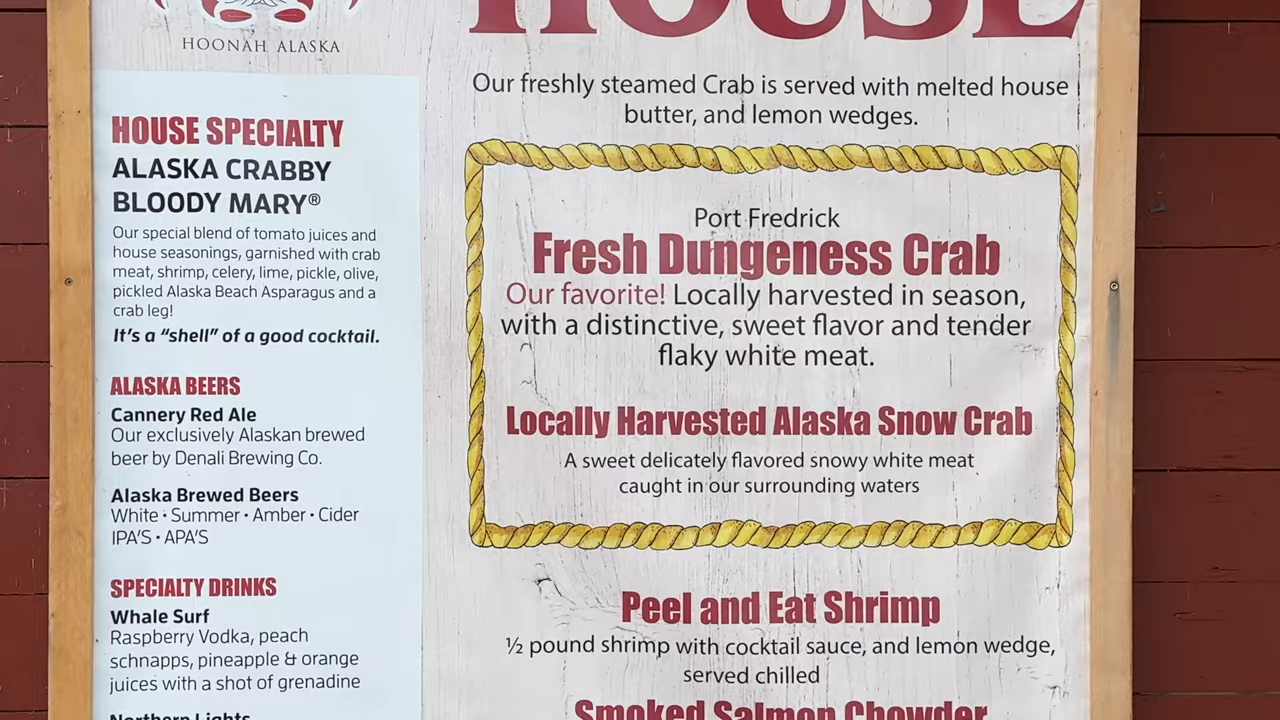 HOONAH ALASKA
HOUSE SPECIALTY
ALASKA CRABBY
BLOODY MARY®
Our special blend of tomato juices and
house seasonings, garnished with crab
meat, shrimp, celery, lime, pickle, olive,
pickled Alaska Beach Asparagus and a
crab leg!
It's a “shell” of a good cocktail.
ALASKA BEERS
Cannery Red Ale
Our exclusively Alaskan brewed
beer by Denali Brewing Co.
Alaska Brewed Beers
White • Summer • Amber • Cider
IPA'S • APA'S
SPECIALTY DRINKS
Whale Surf
Raspberry Vodka, peach
schnapps, pineapple & orange
juices with a shot of grenadine
Northern Lights
HOUSE
Our freshly steamed Crab is served with melted house
butter, and lemon wedges.
Port Fredrick
Fresh Dungeness Crab
Our favorite! Locally harvested in season,
with a distinctive, sweet flavor and tender
flaky white meat.
Locally Harvested Alaska Snow Crab
A sweet delicately flavored snowy white meat
caught in our surrounding waters
Peel and Eat Shrimp
½ pound shrimp with cocktail sauce, and lemon wedge,
served chilled
Smoked Salmon Chowder